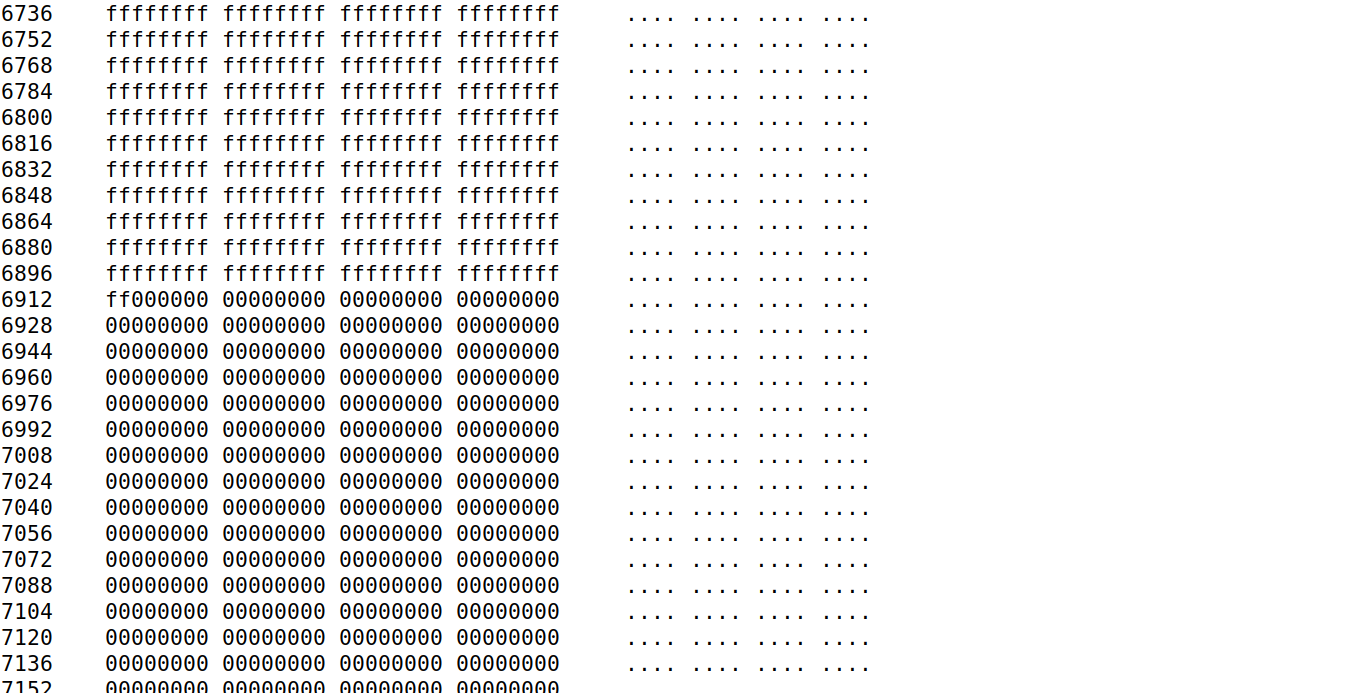 6736 ffffffff ffffffff ffffffff ffffffff .... .... .... ....
6752 ffffffff ffffffff ffffffff ffffffff .... .... .... ....
6768 ffffffff ffffffff ffffffff ffffffff .... .... .... ....
6784 ffffffff ffffffff ffffffff ffffffff .... .... .... ....
6800 ffffffff ffffffff ffffffff ffffffff .... .... .... ....
6816 ffffffff ffffffff ffffffff ffffffff .... .... .... ....
6832 ffffffff ffffffff ffffffff ffffffff .... .... .... ....
6848 ffffffff ffffffff ffffffff ffffffff .... .... .... ....
6864 ffffffff ffffffff ffffffff ffffffff .... .... .... ....
6880 ffffffff ffffffff ffffffff ffffffff .... .... .... ....
6896 ffffffff ffffffff ffffffff ffffffff .... .... .... ....
6912 ff000000 00000000 00000000 00000000 .... .... .... ....
6928 00000000 00000000 00000000 00000000 .... .... .... ....
6944 00000000 00000000 00000000 00000000 .... .... .... ....
6960 00000000 00000000 00000000 00000000 .... .... .... ....
6976 00000000 00000000 00000000 00000000 .... .... .... ....
6992 00000000 00000000 00000000 00000000 .... .... .... ....
7008 00000000 00000000 00000000 00000000 .... .... .... ....
7024 00000000 00000000 00000000 00000000 .... .... .... ....
7040 00000000 00000000 00000000 00000000 .... .... .... ....
7056 00000000 00000000 00000000 00000000 .... .... .... ....
7072 00000000 00000000 00000000 00000000 .... .... .... ....
7088 00000000 00000000 00000000 00000000 .... .... .... ....
7104 00000000 00000000 00000000 00000000 .... .... .... ....
7120 00000000 00000000 00000000 00000000 .... .... .... ....
7136 00000000 00000000 00000000 00000000 .... .... .... ....
7152 00000000 00000000 00000000 00000000